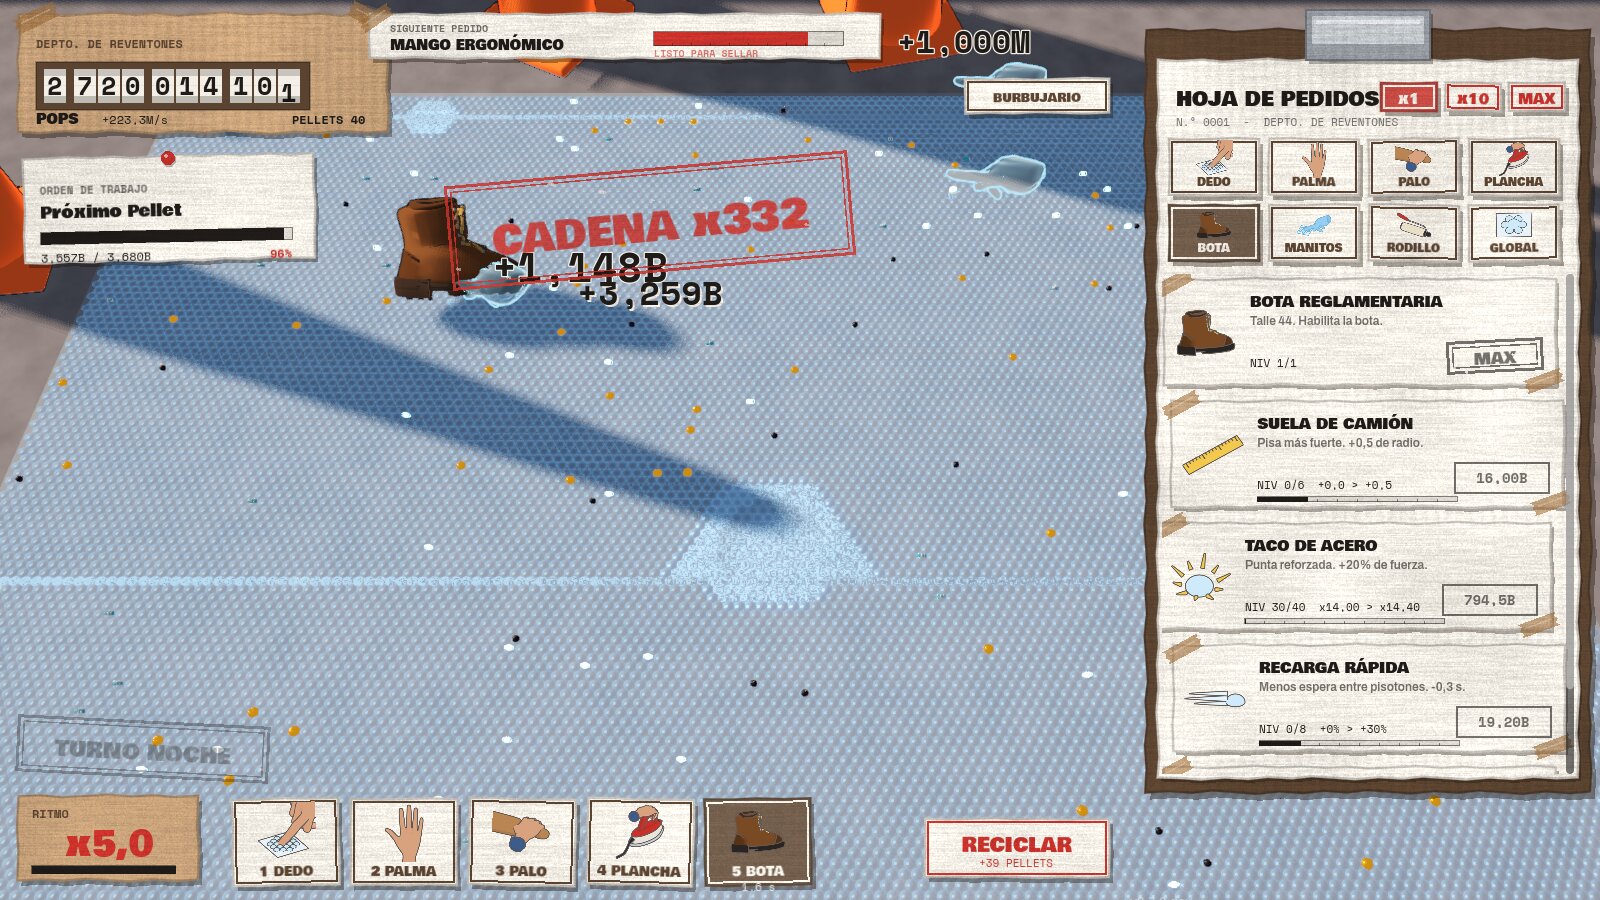 DEPTO. DE REVENTONES
2 720 014 101
POPS +223,3M/s PELLETS 40
SIGUIENTE PEDIDO
MANGO ERGONÓMICO
LISTO PARA SELLAR
+1,000M
BURBUJARIO
ORDEN DE TRABAJO
Próximo Pellet
3,557B / 3,680B 96%
CADENA x332
+1,148B
+3,259B
TURNO NOCHE
RITMO
x5,0
1 DEDO
2 PALMA
3 PALO
4 PLANCHA
5 BOTA
1,6 s
RECICLAR
+39 PELLETS
HOJA DE PEDIDOS
x1
x10
MAX
N.° 0001 - DEPTO. DE REVENTONES
DEDO
PALMA
PALO
PLANCHA
BOTA
MANITOS
RODILLO
GLOBAL
BOTA REGLAMENTARIA
Talle 44. Habilita la bota.
NIV 1/1
MAX
SUELA DE CAMIÓN
Pisa más fuerte. +0,5 de radio.
NIV 0/6 +0,0 > +0,5
16,00B
TACO DE ACERO
Punta reforzada. +20% de fuerza.
NIV 30/40 x14,00 > x14,40
794,5B
RECARGA RÁPIDA
Menos espera entre pisotones. -0,3 s.
NIV 0/8 +0% > +30%
19,20B